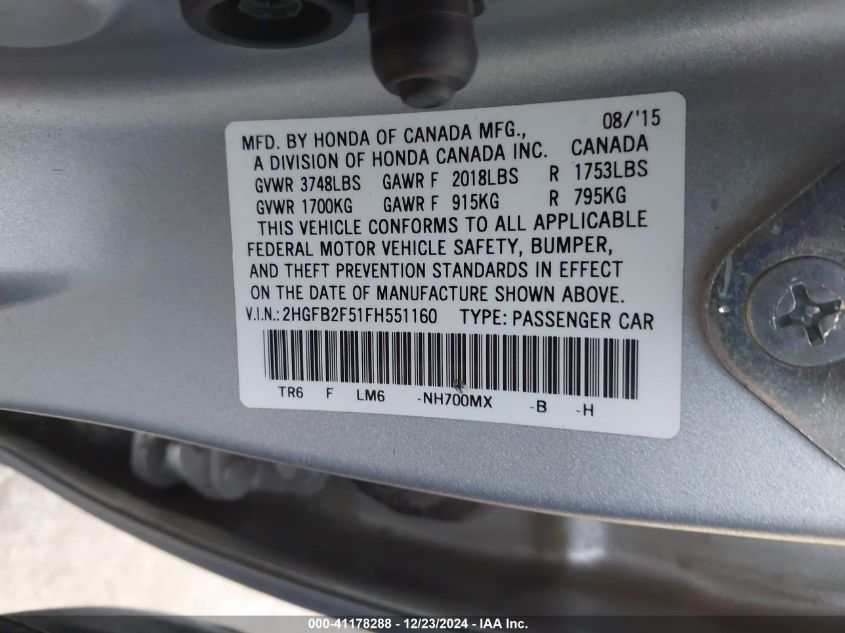 08/'15
MFD. BY HONDA OF CANADA MFG.,
A DIVISION OF HONDA CANADA INC. CANADA
GVWR 3748LBS GAWR F 2018LBS R 1753LBS
GVWR 1700KG GAWR F 915KG R 795KG
THIS VEHICLE CONFORMS TO ALL APPLICABLE
FEDERAL MOTOR VEHICLE SAFETY, BUMPER,
AND THEFT PREVENTION STANDARDS IN EFFECT
ON THE DATE OF MANUFACTURE SHOWN ABOVE.
V.I.N.: 2HGFB2F51FH551160 TYPE: PASSENGER CAR
TR6 F LM6 -NH700MX -B -H
000-41178288 - 12/23/2024 - IAA Inc.